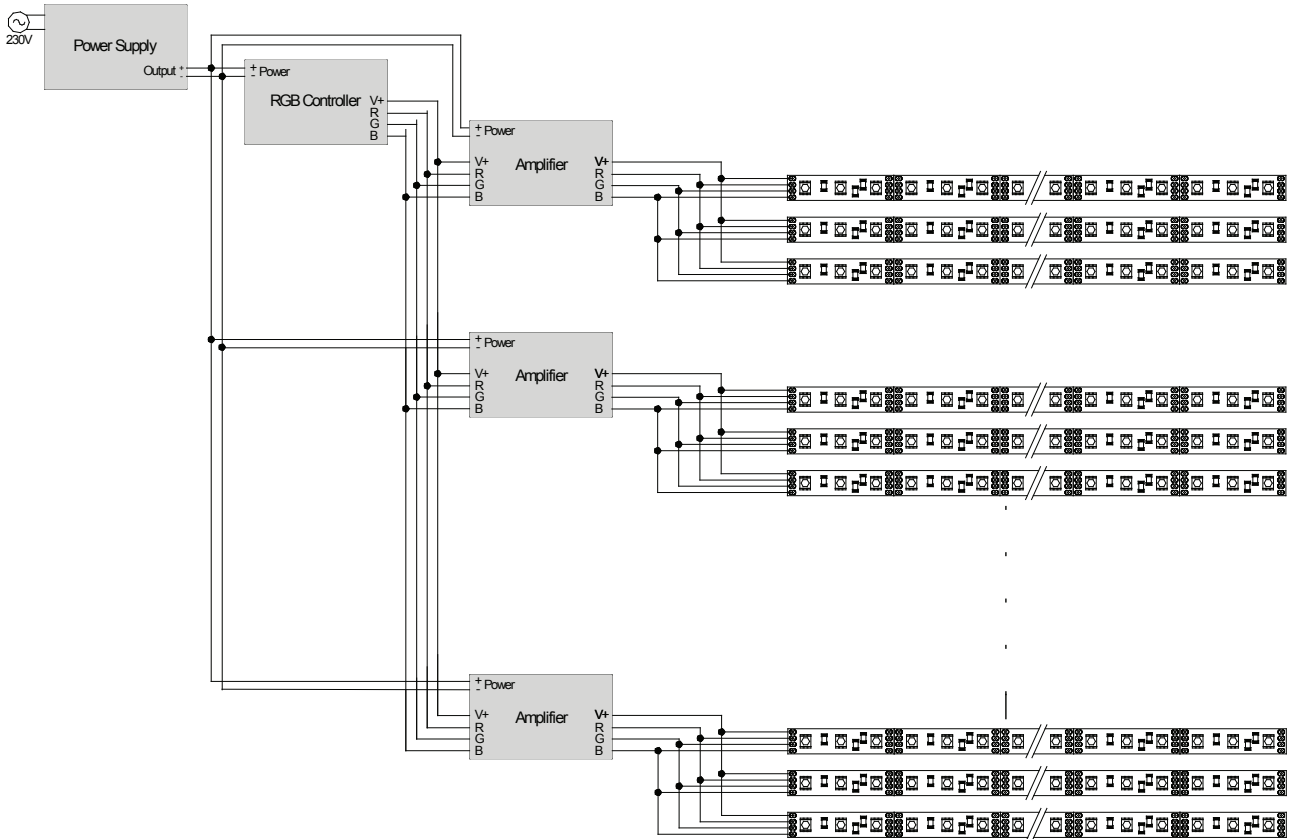 230V
Power Supply
Output +
-
+ Power
-
RGB Controller
V+
R
G
B
+ Power
-
Amplifier
V+
R
G
B
V+
R
G
B
+ Power
-
Amplifier
V+
R
G
B
V+
R
G
B
+ Power
-
Amplifier
V+
R
G
B
V+
R
G
B